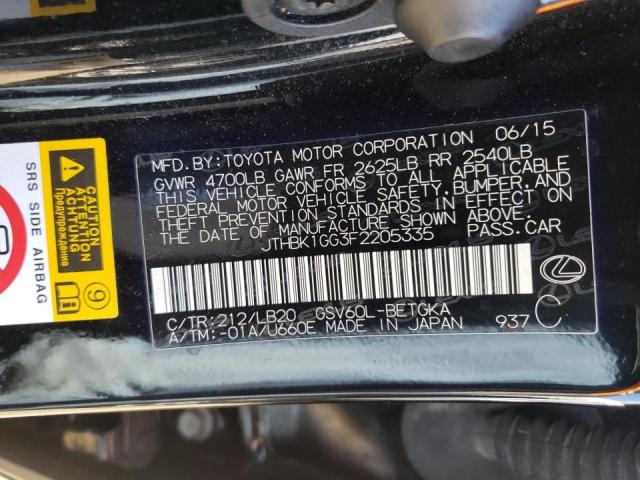 MFD.BY:TOYOTA MOTOR CORPORATION 06/15
GVWR 4700LB GAWR FR 2625LB RR 2540LB
THIS VEHICLE CONFORMS TO ALL APPLICABLE
FEDERAL MOTOR VEHICLE SAFETY,BUMPER,AND
THEFT PREVENTION STANDARDS IN EFFECT ON
THE DATE OF MANUFACTURE SHOWN ABOVE.
JTHBK1GG3F2205335 PASS.CAR
C/TR:212/LB20 GSV60L-BETGKA
A/TM:-01A/U660E MADE IN JAPAN 937 C
SRS SIDE AIRBAG
Предупреждение
ACHTUNG
ATTENTION
9